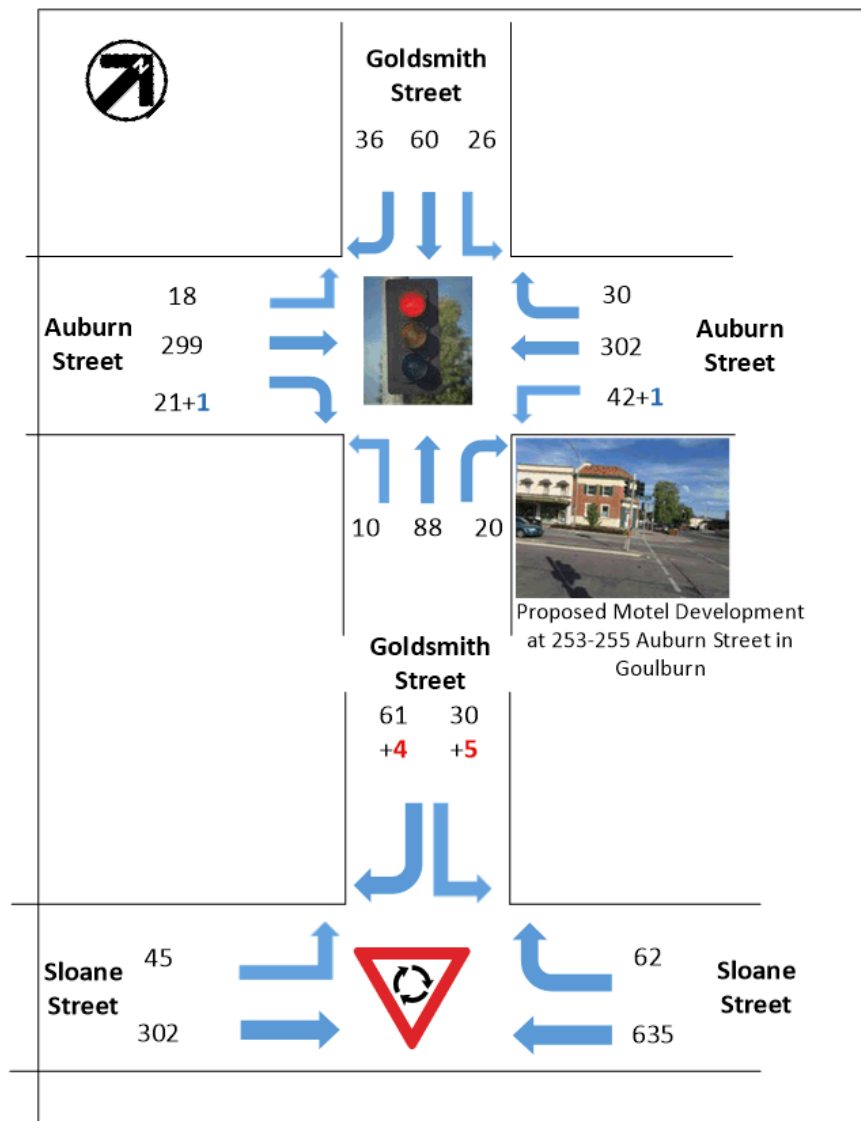 N
Goldsmith
Street
36 60 26
18
299
21+1
Auburn
Street
30
302
42+1
Auburn
Street
10 88 20
Proposed Motel Development
at 253-255 Auburn Street in
Goulburn
Goldsmith
Street
61 30
+4 +5
Sloane
Street
45
302
62
635
Sloane
Street